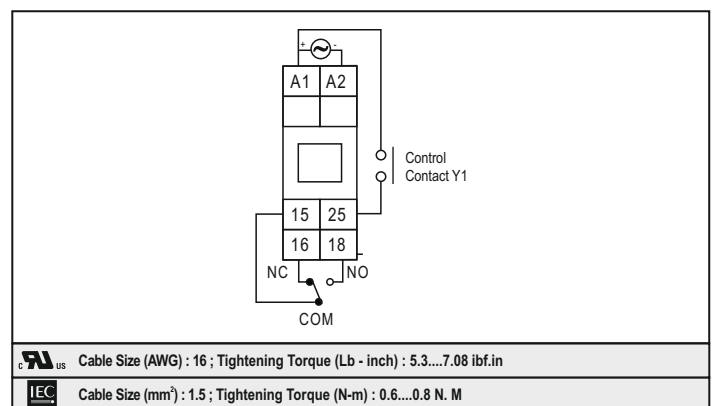 + -
A1 A2
Control
Contact Y1
15 25
16 18
NC NO
COM
c RU us Cable Size (AWG) : 16 ; Tightening Torque (Lb - inch) : 5.3....7.08 ibf.in
IEC Cable Size (mm²) : 1.5 ; Tightening Torque (N-m) : 0.6....0.8 N. M